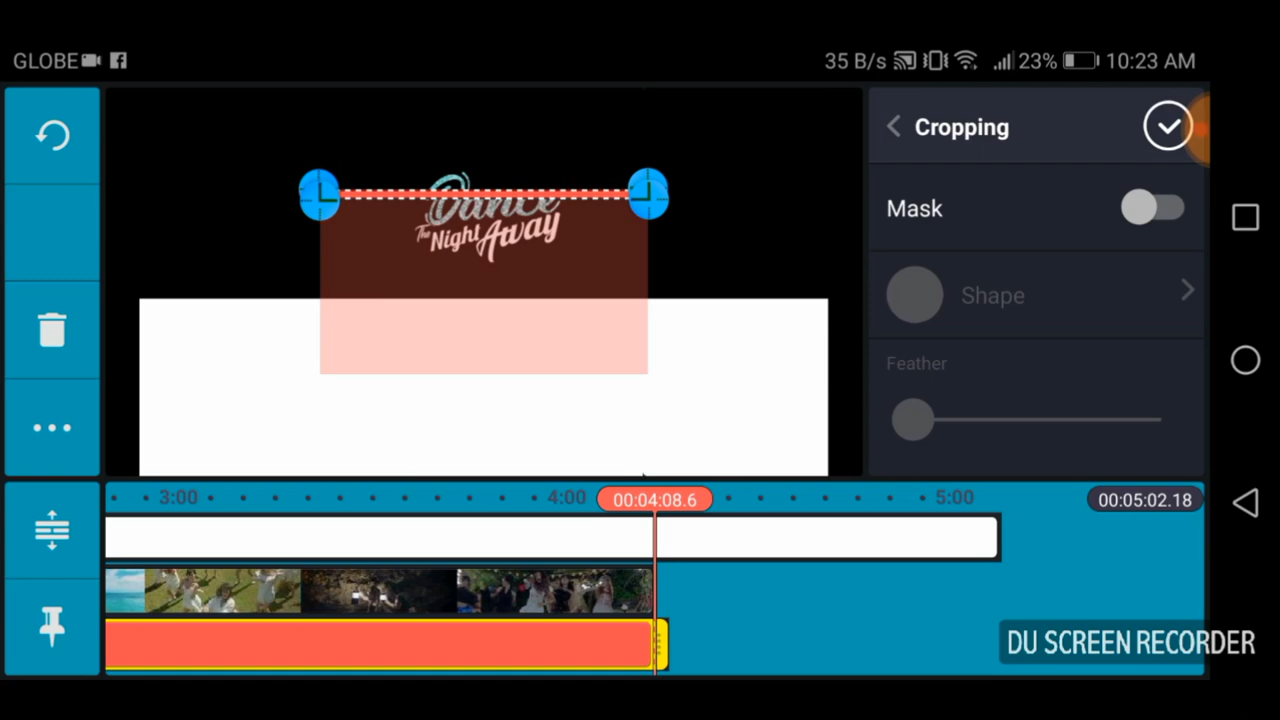 GLOBE
35 B/s 23% 10:23 AM
Cropping
Mask
Shape
Feather
Dance
The Night Away
3:00 4:00 00:04:08.6 5:00 00:05:02.18
DU SCREEN RECORDER